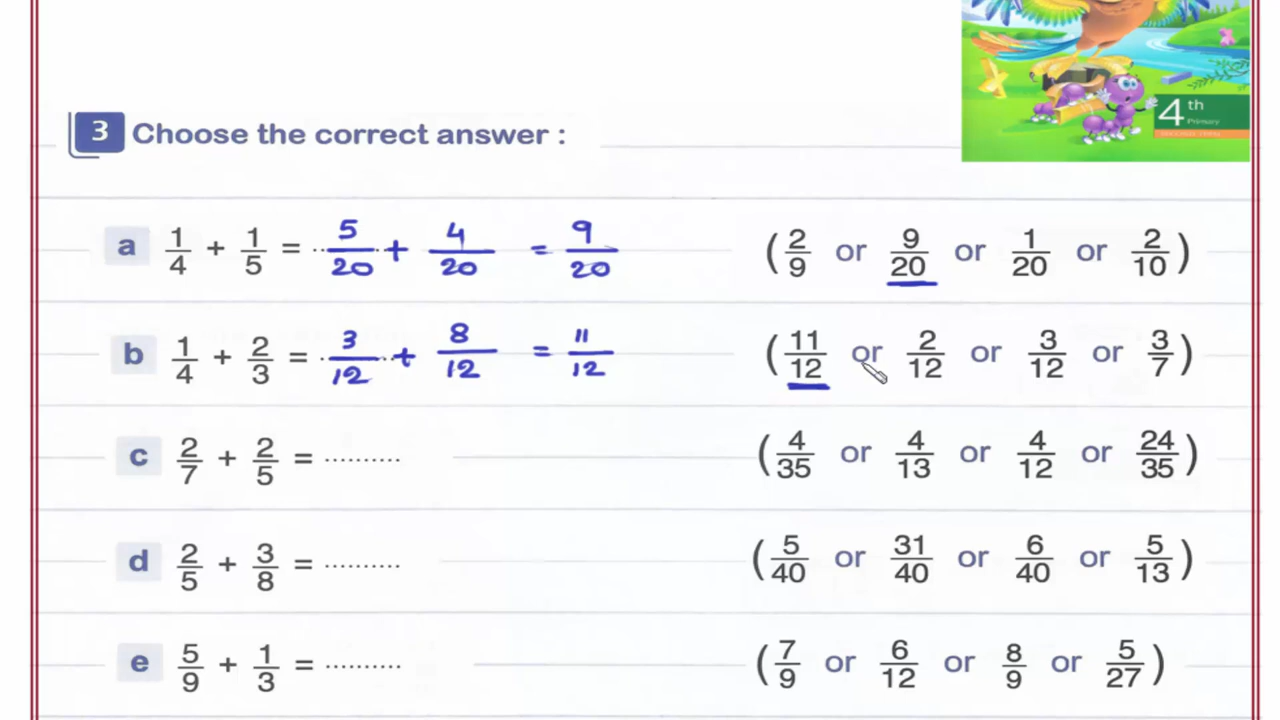 4th
Primary
3 Choose the correct answer :
a 1/4 + 1/5 = 5/20 + 4/20 = 9/20 (2/9 or 9/20 or 1/20 or 2/10)
b 1/4 + 2/3 = 3/12 + 8/12 = 11/12 (11/12 or 2/12 or 3/12 or 3/7)
c 2/7 + 2/5 = .......... (4/35 or 4/13 or 4/12 or 24/35)
d 2/5 + 3/8 = .......... (5/40 or 31/40 or 6/40 or 5/13)
e 5/9 + 1/3 = .......... (7/9 or 6/12 or 8/9 or 5/27)